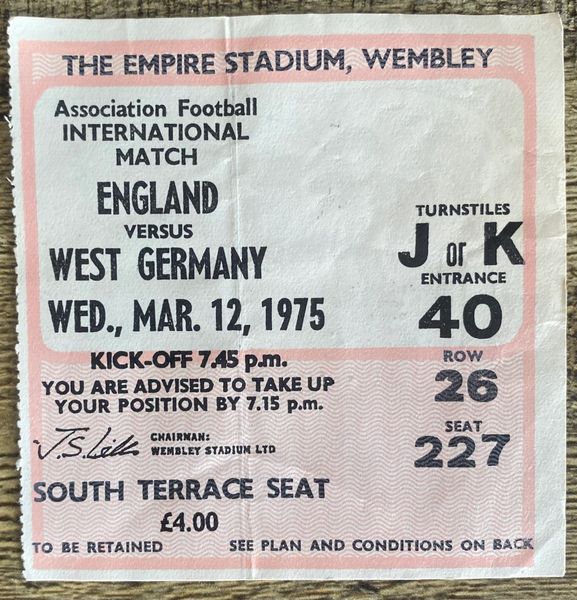 THE EMPIRE STADIUM, WEMBLEY
Association Football
INTERNATIONAL
MATCH
ENGLAND
VERSUS
WEST GERMANY
WED., MAR. 12, 1975
KICK-OFF 7.45 p.m.
YOU ARE ADVISED TO TAKE UP
YOUR POSITION BY 7.15 p.m.
J.S. Lills
CHAIRMAN:
WEMBLEY STADIUM LTD
SOUTH TERRACE SEAT
£4.00
TURNSTILES
J or K
ENTRANCE
40
ROW
26
SEAT
227
TO BE RETAINED
SEE PLAN AND CONDITIONS ON BACK